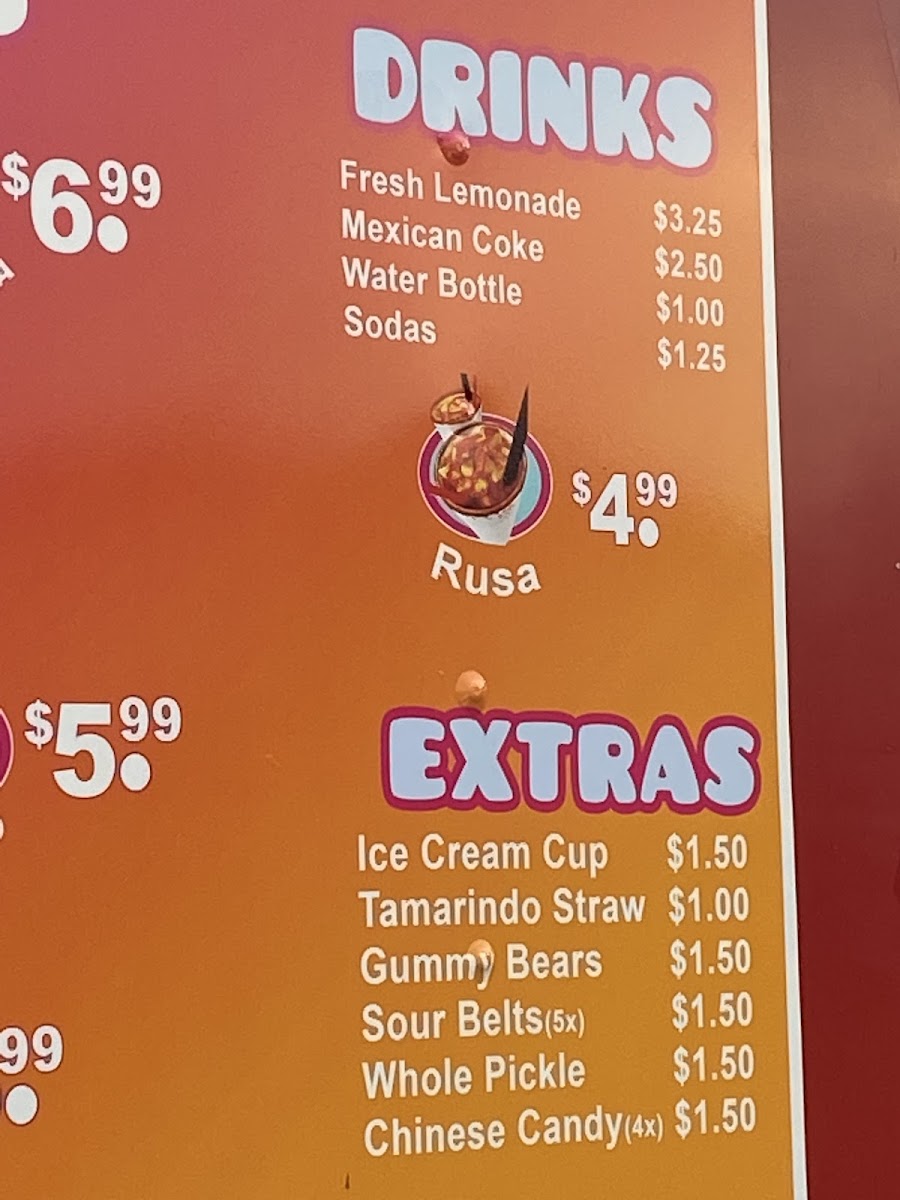 $6.99
DRINKS
Fresh Lemonade $3.25
Mexican Coke $2.50
Water Bottle $1.00
Sodas $1.25
$4.99
Rusa
$5.99
EXTRAS
Ice Cream Cup $1.50
Tamarindo Straw $1.00
Gummy Bears $1.50
Sour Belts(5x) $1.50
Whole Pickle $1.50
Chinese Candy(4x) $1.50
.99